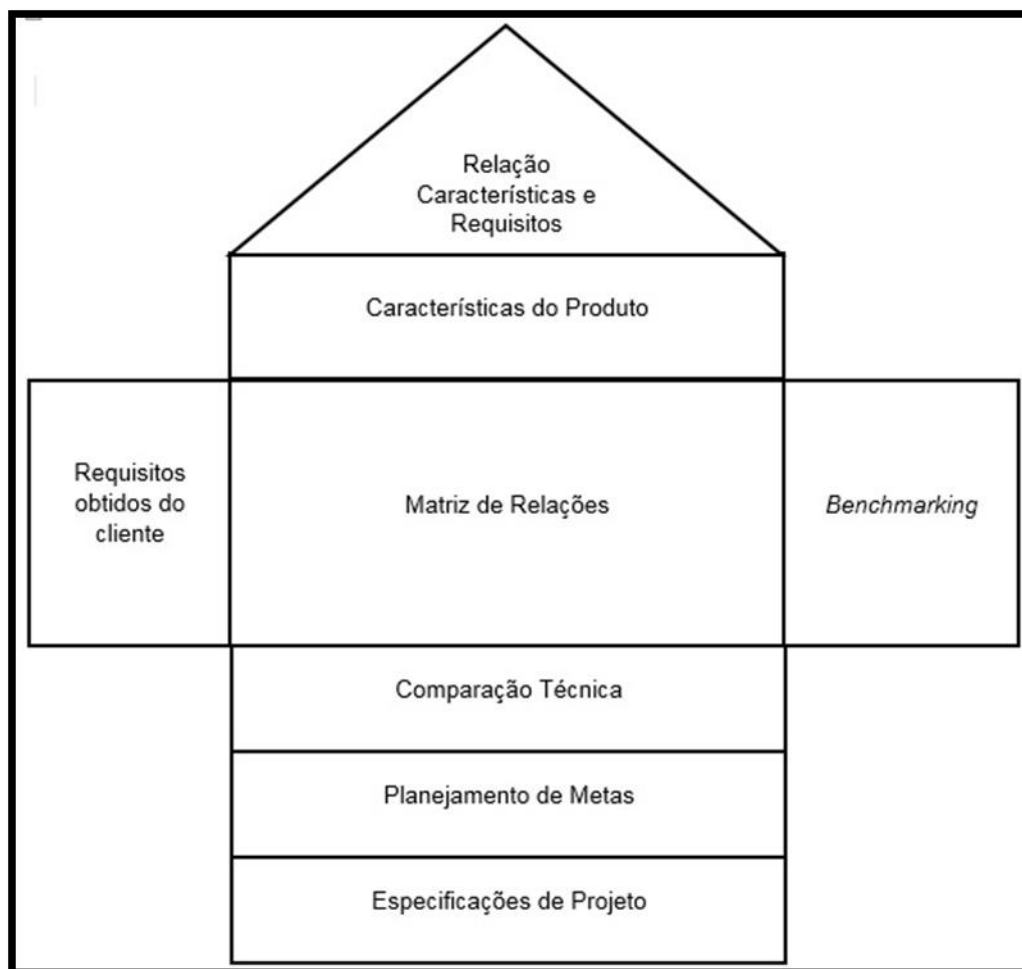 Relação
Características e
Requisitos
Características do Produto
Requisitos
obtidos do
cliente
Matriz de Relações
Benchmarking
Comparação Técnica
Planejamento de Metas
Especificações de Projeto